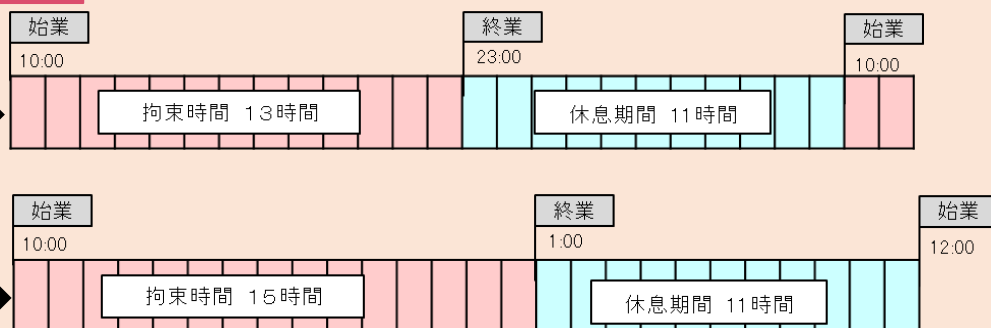 始業
終業
始業
10:00
23:00
10:00
拘束時間 13時間
休息期間 11時間
始業
終業
始業
10:00
1:00
12:00
拘束時間 15時間
休息期間 11時間